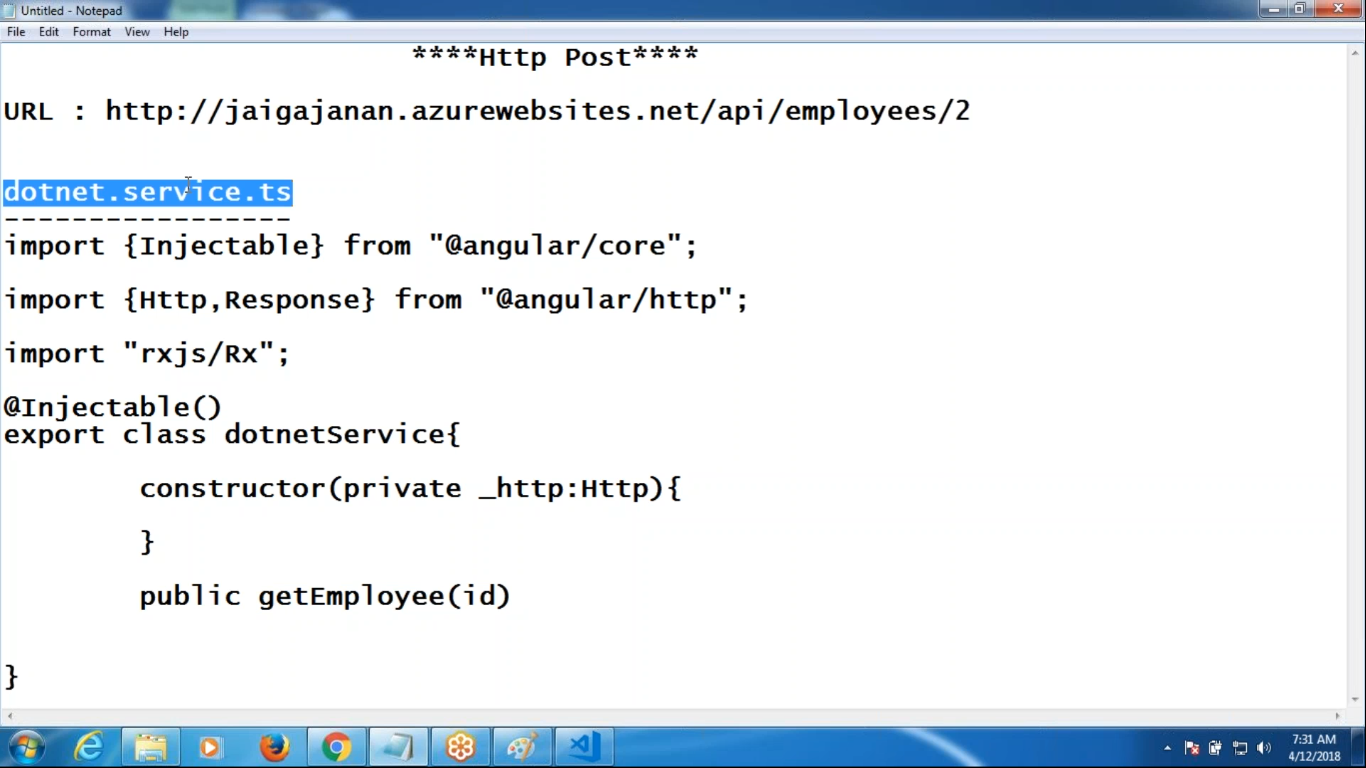 Untitled - Notepad
File Edit Format View Help
****Http Post****
URL : http://jaigajanan.azurewebsites.net/api/employees/2
dotnet.service.ts
-----------------
import {Injectable} from "@angular/core";
import {Http,Response} from "@angular/http";
import "rxjs/Rx";
@Injectable()
export class dotnetService{
constructor(private _http:Http){
}
public getEmployee(id)
}
7:31 AM
4/12/2018